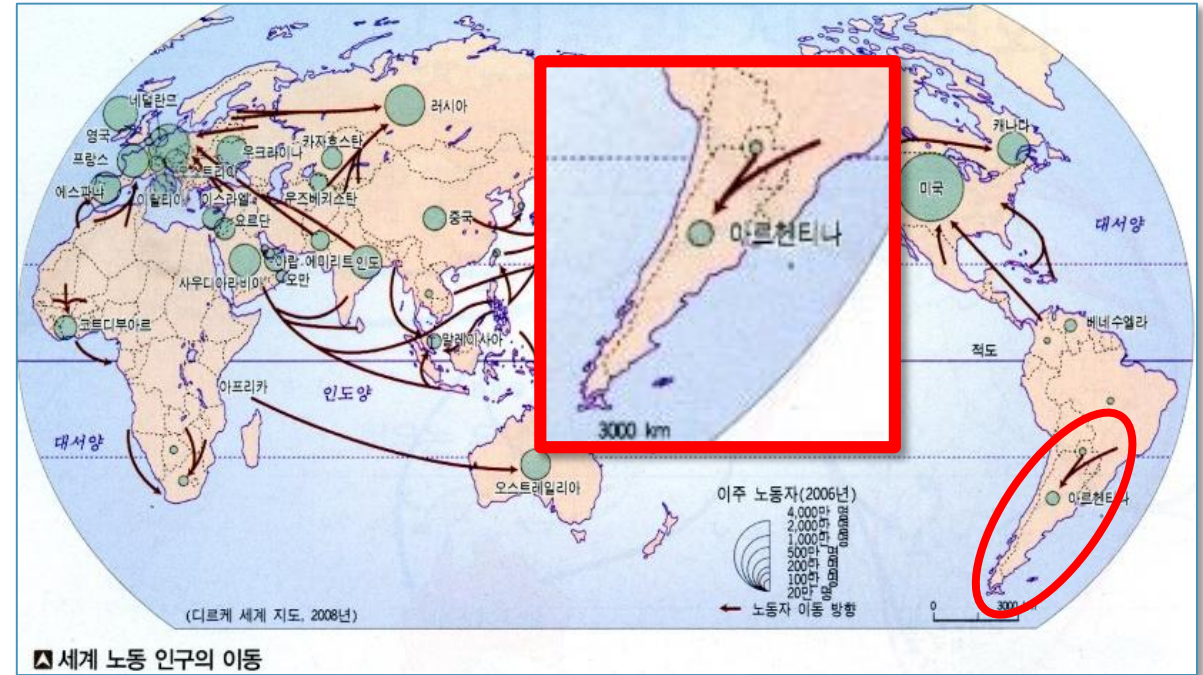 네덜란드
러시아
영국
캐나다
카자흐스탄
우크라이나
프랑스
오스트리아
미국
에스파냐
이탈리아
이스라엘
우즈베키스탄
중국
아르헨티나
요르단
대서양
아랍.에미리트
인도
오만
사우디아라비아
코트디부아르
말레이시아
베네수엘라
적도
아프리카
인도양
3000 km
대서양
오스트레일리아
이주 노동자(2006년)
4,000만 명
2,000만 명
1,000만 명
500만 명
200만 명
100만 명
20만 명
노동자 이동 방향
아르헨티나
0 3000 km
(디르케 세계 지도, 2008년)
세계 노동 인구의 이동